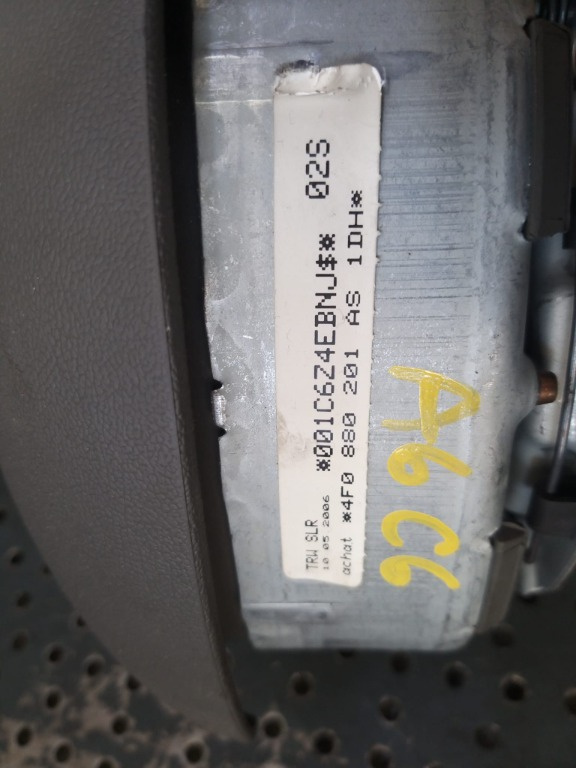 *001C6Z4EBNJ$* 02S
TRW SLR
10 05 2006
achat *4F0 880 201 AS 1DH*
A6 C6